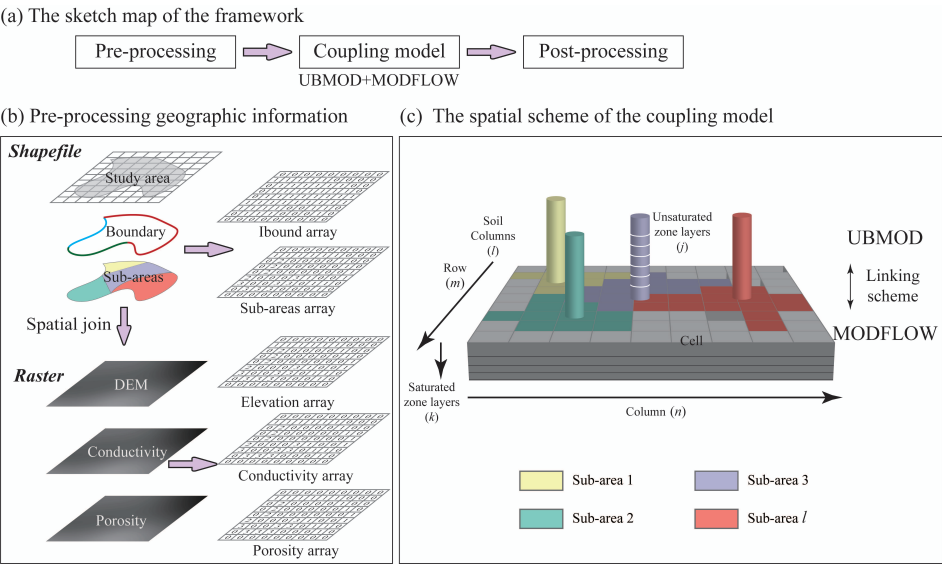 (a) The sketch map of the framework
Pre-processing
Coupling model
Post-processing
UBMOD+MODFLOW
(b) Pre-processing geographic information
Shapefile
Study area
Ibound array
Boundary
Sub-areas
Sub-areas array
Spatial join
Raster
DEM
Elevation array
Conductivity
Conductivity array
Porosity
Porosity array
(c) The spatial scheme of the coupling model
Soil
Columns
(l)
Row
(m)
Unsaturated
zone layers
(j)
UBMOD
Linking
scheme
MODFLOW
Cell
Saturated
zone layers
(k)
Column (n)
Sub-area 1
Sub-area 3
Sub-area 2
Sub-area l